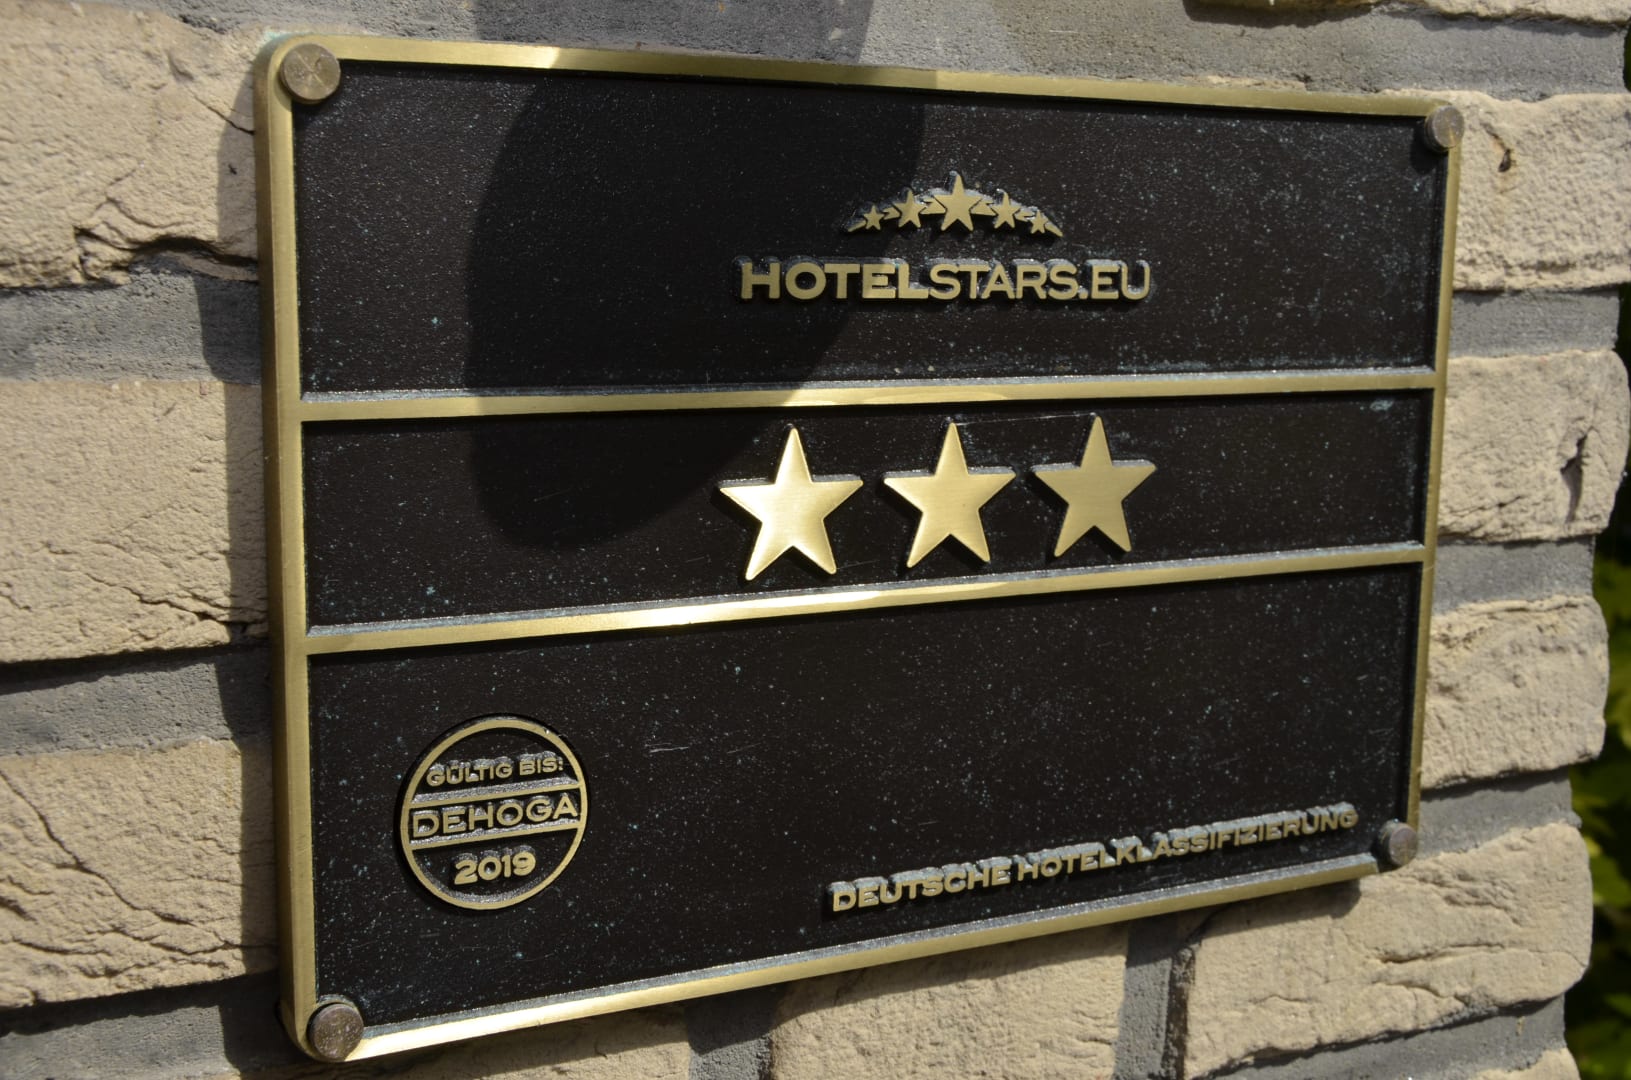 HOTELSTARS.EU
GÜLTIG BIS:
DEHOGA
2019
DEUTSCHE HOTELKLASSIFIZIERUNG